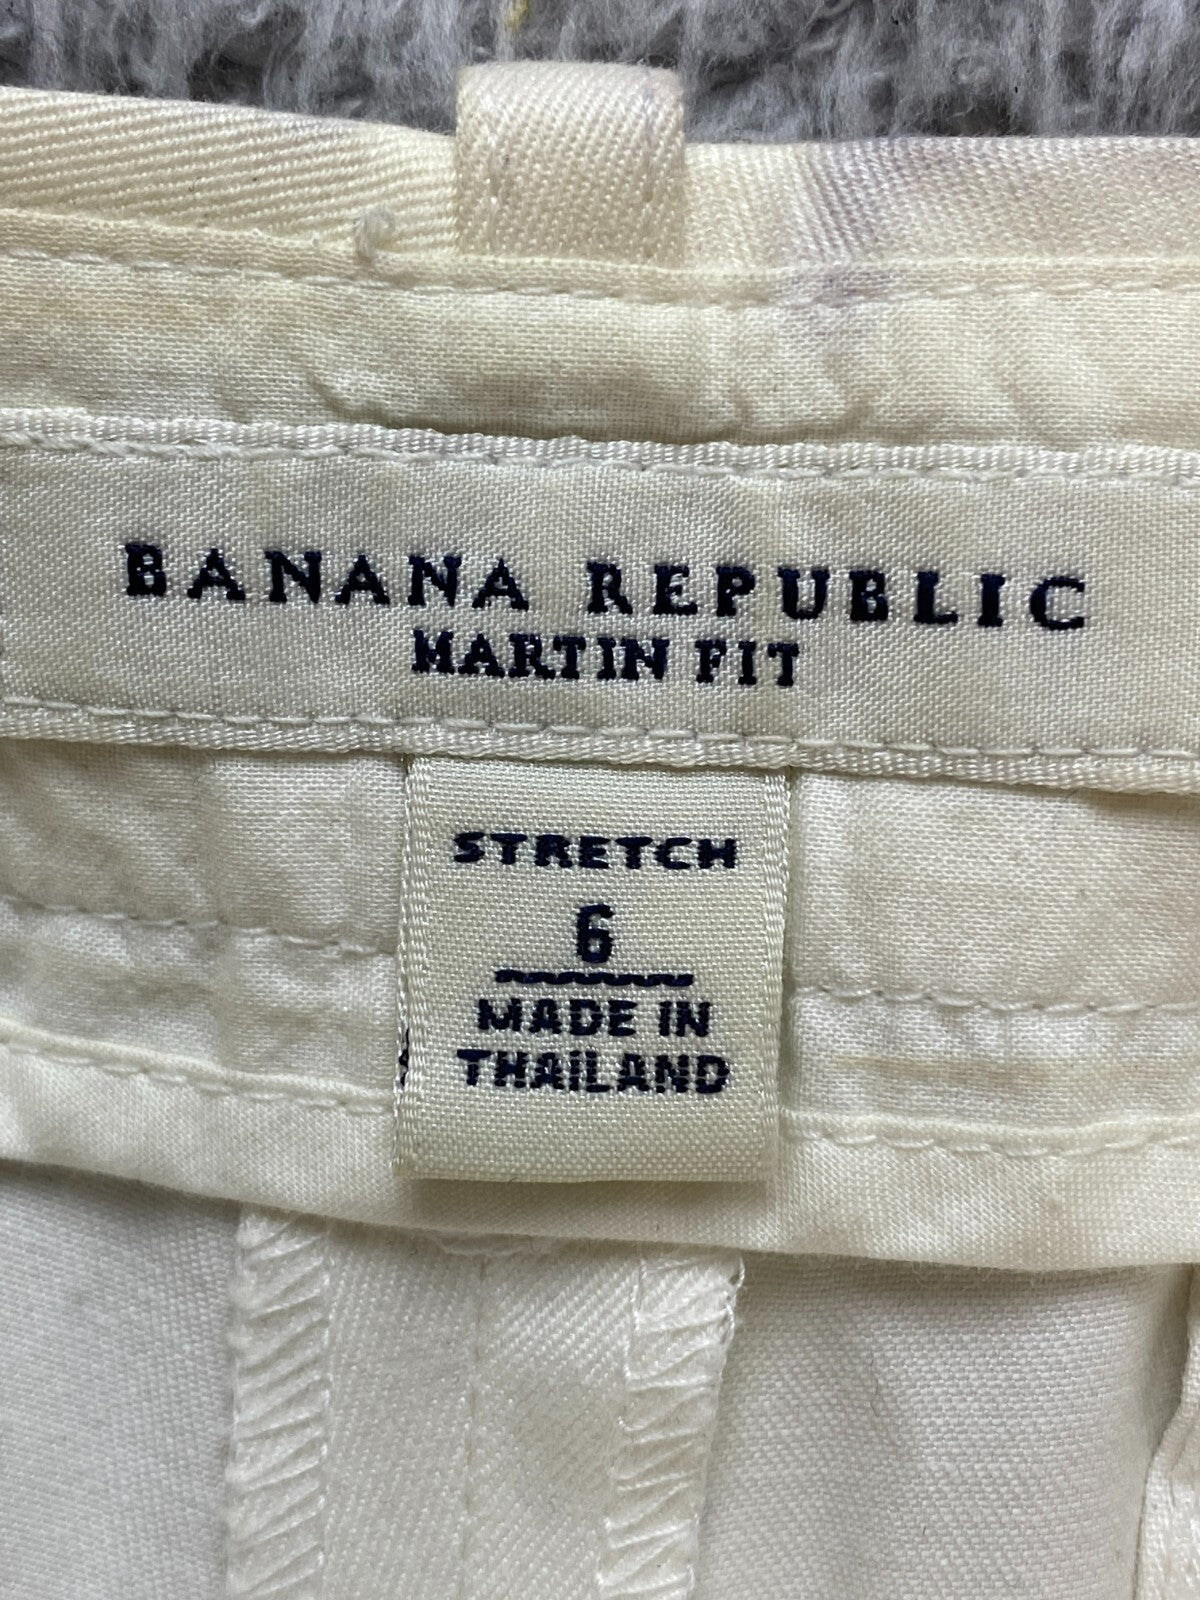 BANANA REPUBLIC
MARTIN FIT
STRETCH
6
MADE IN
THAILAND